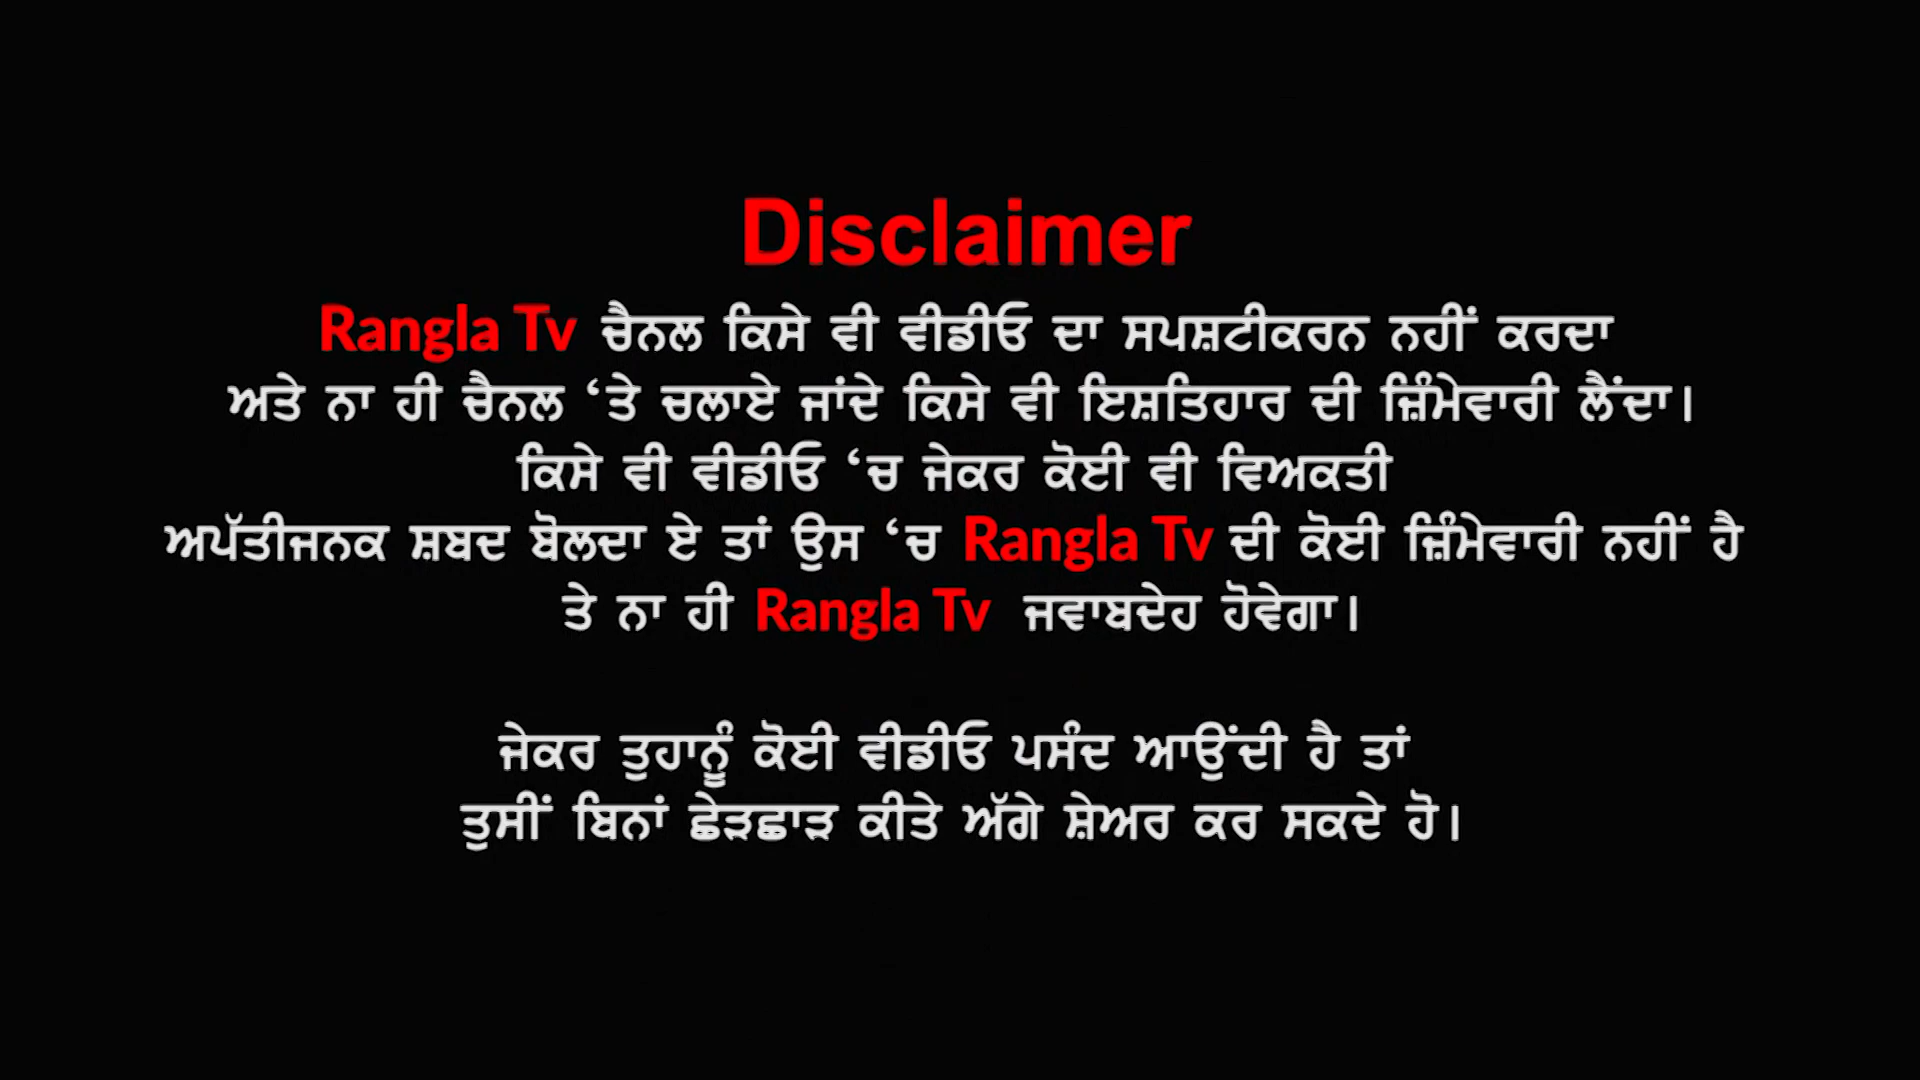 Disclaimer
Rangla Tv ਚੈਨਲ ਕਿਸੇ ਵੀ ਵੀਡੀਓ ਦਾ ਸਪਸ਼ਟੀਕਰਨ ਨਹੀਂ ਕਰਦਾ
ਅਤੇ ਨਾ ਹੀ ਚੈਨਲ ‘ਤੇ ਚਲਾਏ ਜਾਂਦੇ ਕਿਸੇ ਵੀ ਇਸ਼ਤਿਹਾਰ ਦੀ ਜ਼ਿੰਮੇਵਾਰੀ ਲੈਂਦਾ।
ਕਿਸੇ ਵੀ ਵੀਡੀਓ ‘ਚ ਜੇਕਰ ਕੋਈ ਵੀ ਵਿਅਕਤੀ
ਅਪੱਤੀਜਨਕ ਸ਼ਬਦ ਬੋਲਦਾ ਏ ਤਾਂ ਉਸ ‘ਚ Rangla Tv ਦੀ ਕੋਈ ਜ਼ਿੰਮੇਵਾਰੀ ਨਹੀਂ ਹੈ
ਤੇ ਨਾ ਹੀ Rangla Tv ਜਵਾਬਦੇਹ ਹੋਵੇਗਾ।
ਜੇਕਰ ਤੁਹਾਨੂੰ ਕੋਈ ਵੀਡੀਓ ਪਸੰਦ ਆਉਂਦੀ ਹੈ ਤਾਂ
ਤੁਸੀਂ ਬਿਨਾਂ ਛੇੜਛਾੜ ਕੀਤੇ ਅੱਗੇ ਸ਼ੇਅਰ ਕਰ ਸਕਦੇ ਹੋ।